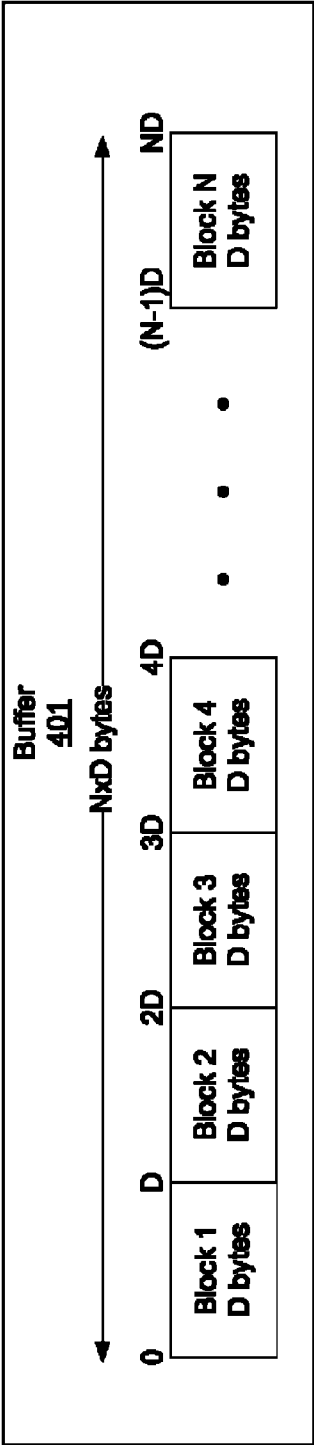 Buffer
401
NxD bytes
0 D 2D 3D 4D (N-1)D ND
Block 1
D bytes
Block 2
D bytes
Block 3
D bytes
Block 4
D bytes
Block N
D bytes